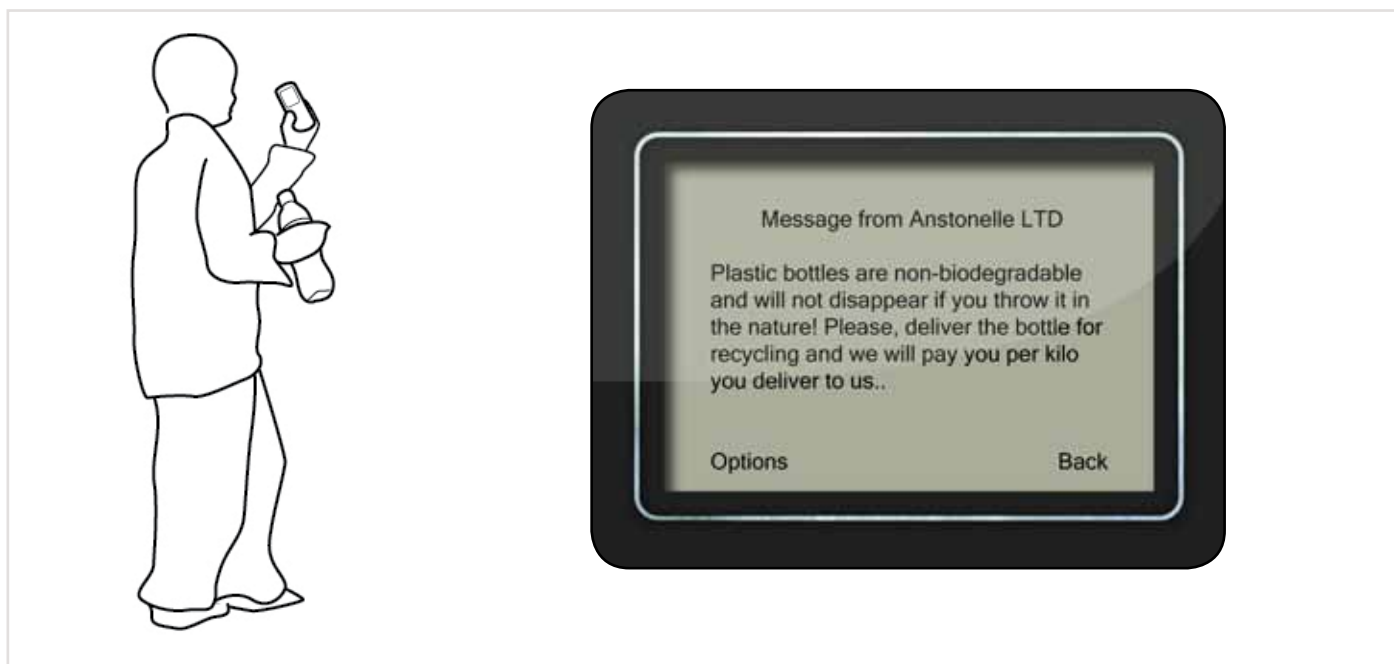 Message from Anstonelle LTD
Plastic bottles are non-biodegradable
and will not disappear if you throw it in
the nature! Please, deliver the bottle for
recycling and we will pay you per kilo
you deliver to us..
Options
Back